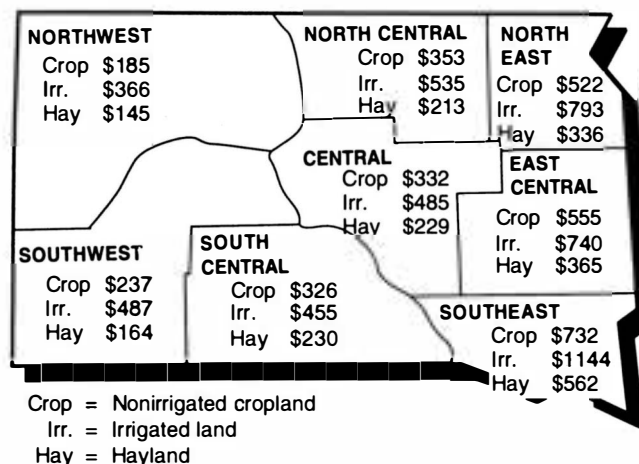 NORTHWEST
Crop $185
Irr. $366
Hay $145
NORTH CENTRAL
Crop $353
Irr. $535
Hay $213
NORTH
EAST
Crop $522
Irr. $793
Hay $336
CENTRAL
Crop $332
Irr. $485
Hay $229
EAST
CENTRAL
Crop $555
Irr. $740
Hay $365
SOUTHWEST
Crop $237
Irr. $487
Hay $164
SOUTH
CENTRAL
Crop $326
Irr. $455
Hay $230
SOUTHEAST
Crop $732
Irr. $1144
Hay $562
Crop = Nonirrigated cropland
Irr. = Irrigated land
Hay = Hayland